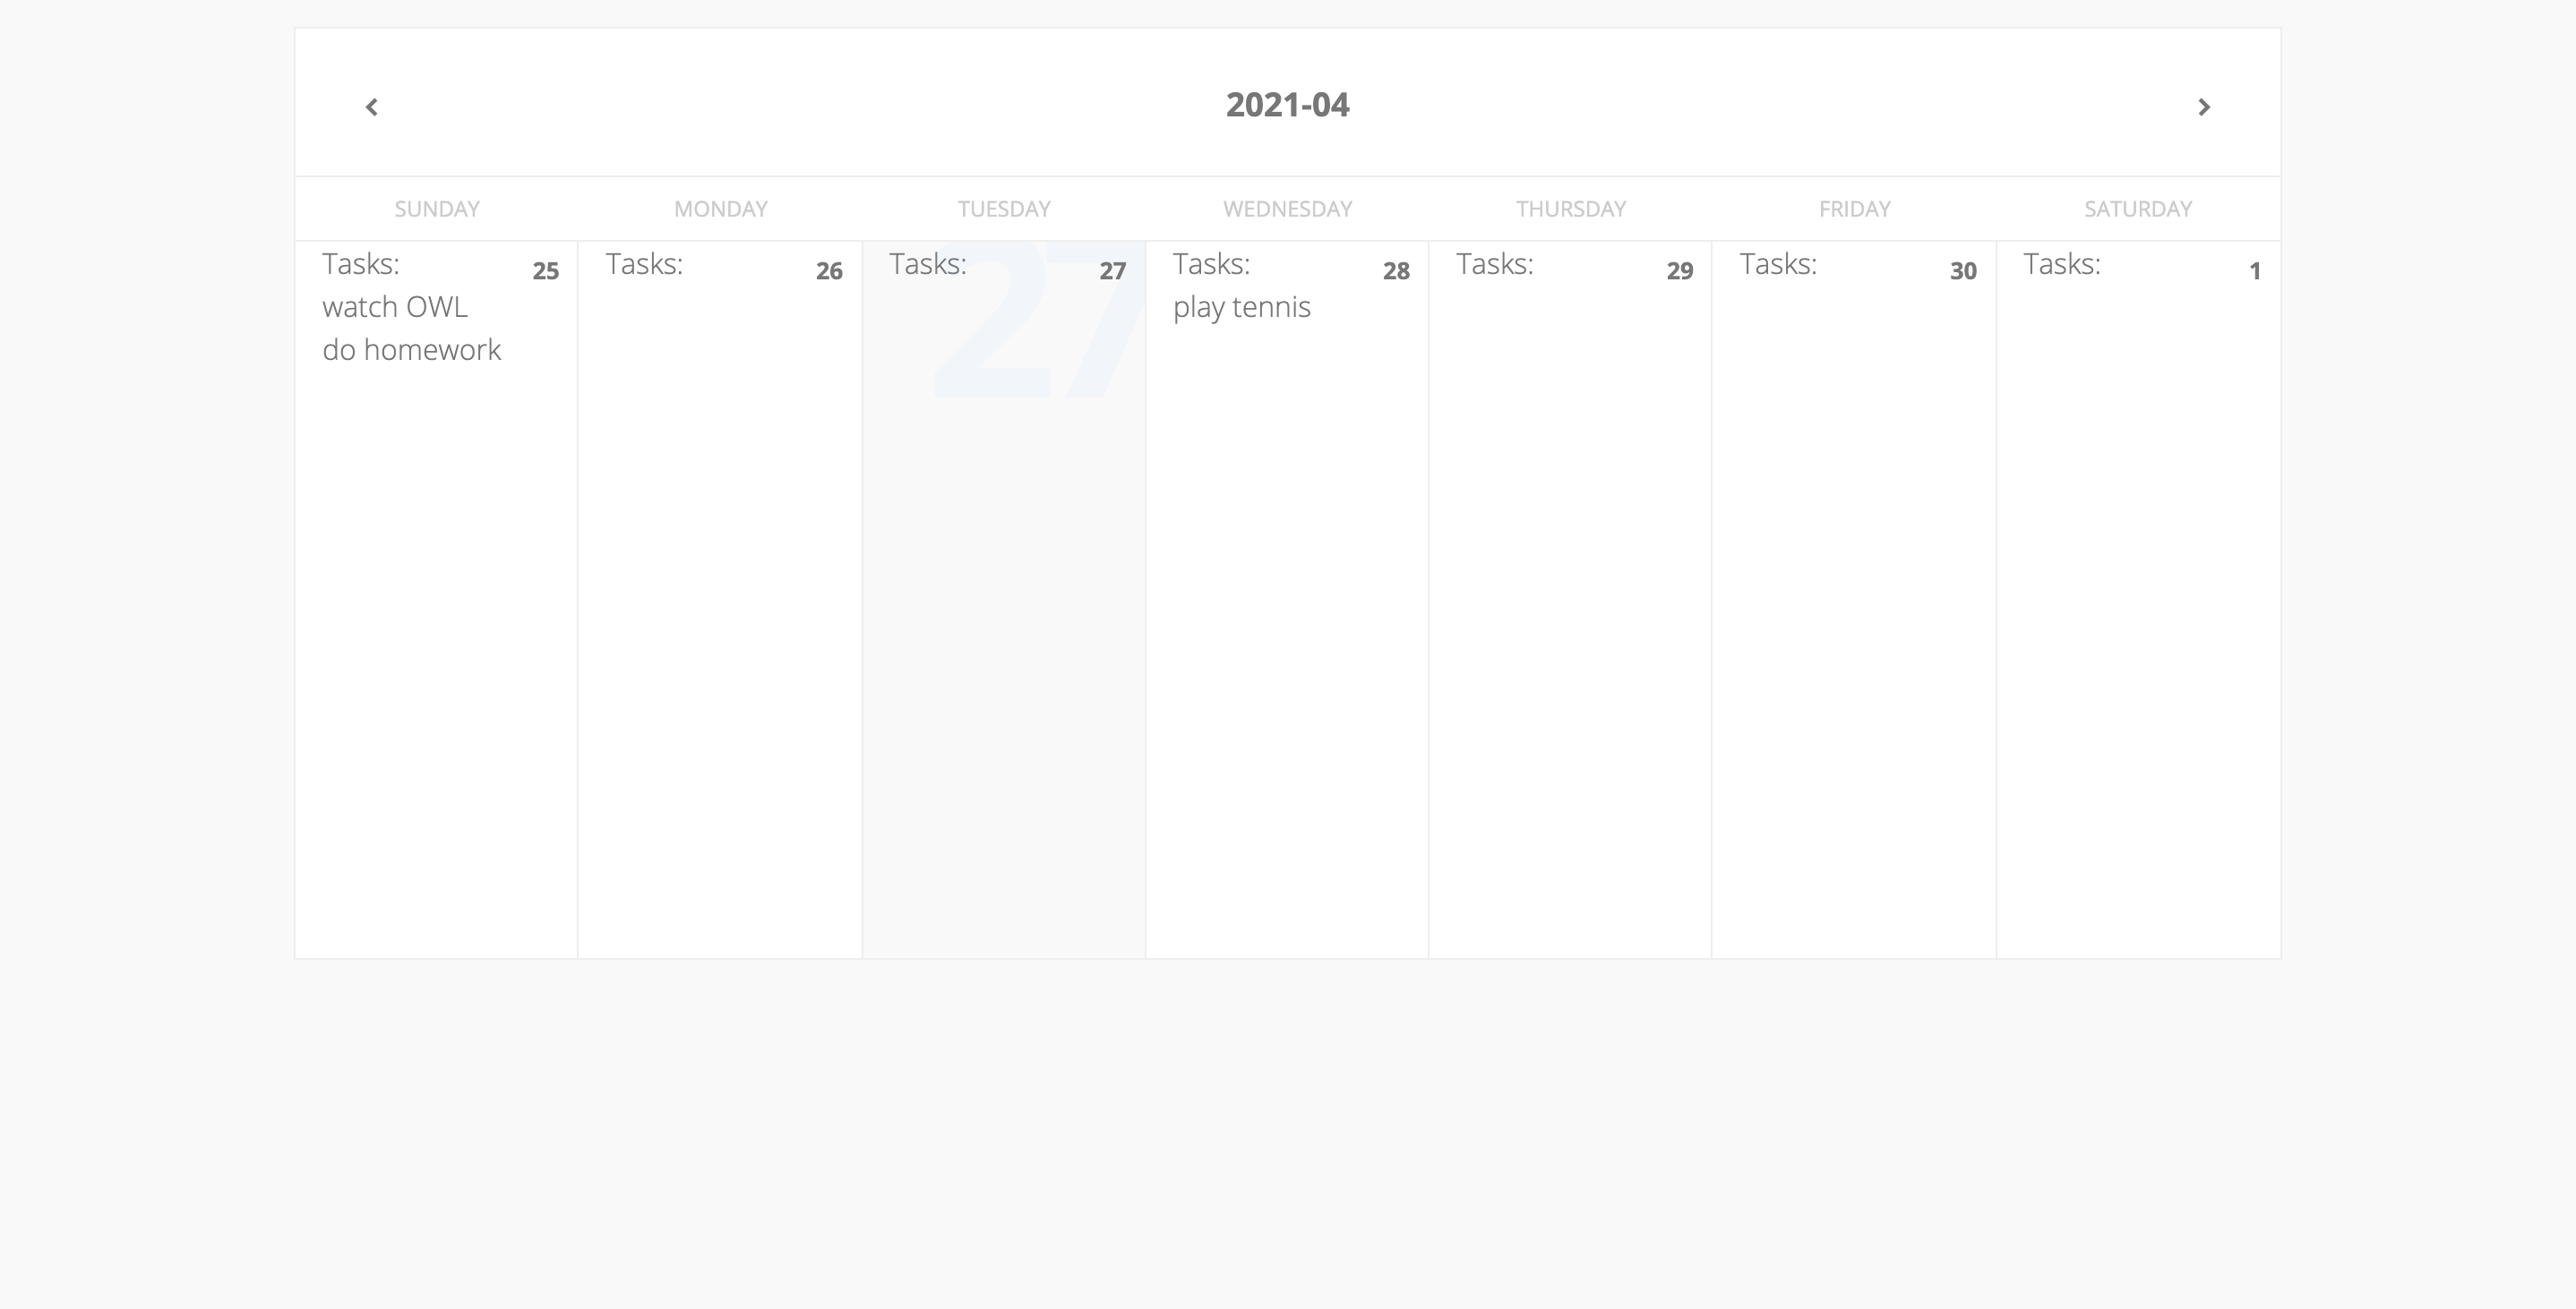 2021-04
SUNDAY MONDAY TUESDAY WEDNESDAY THURSDAY FRIDAY SATURDAY
Tasks: 25 Tasks: 26 Tasks: 27 27 Tasks: 28 Tasks: 29 Tasks: 30 Tasks: 1
watch OWL play tennis
do homework